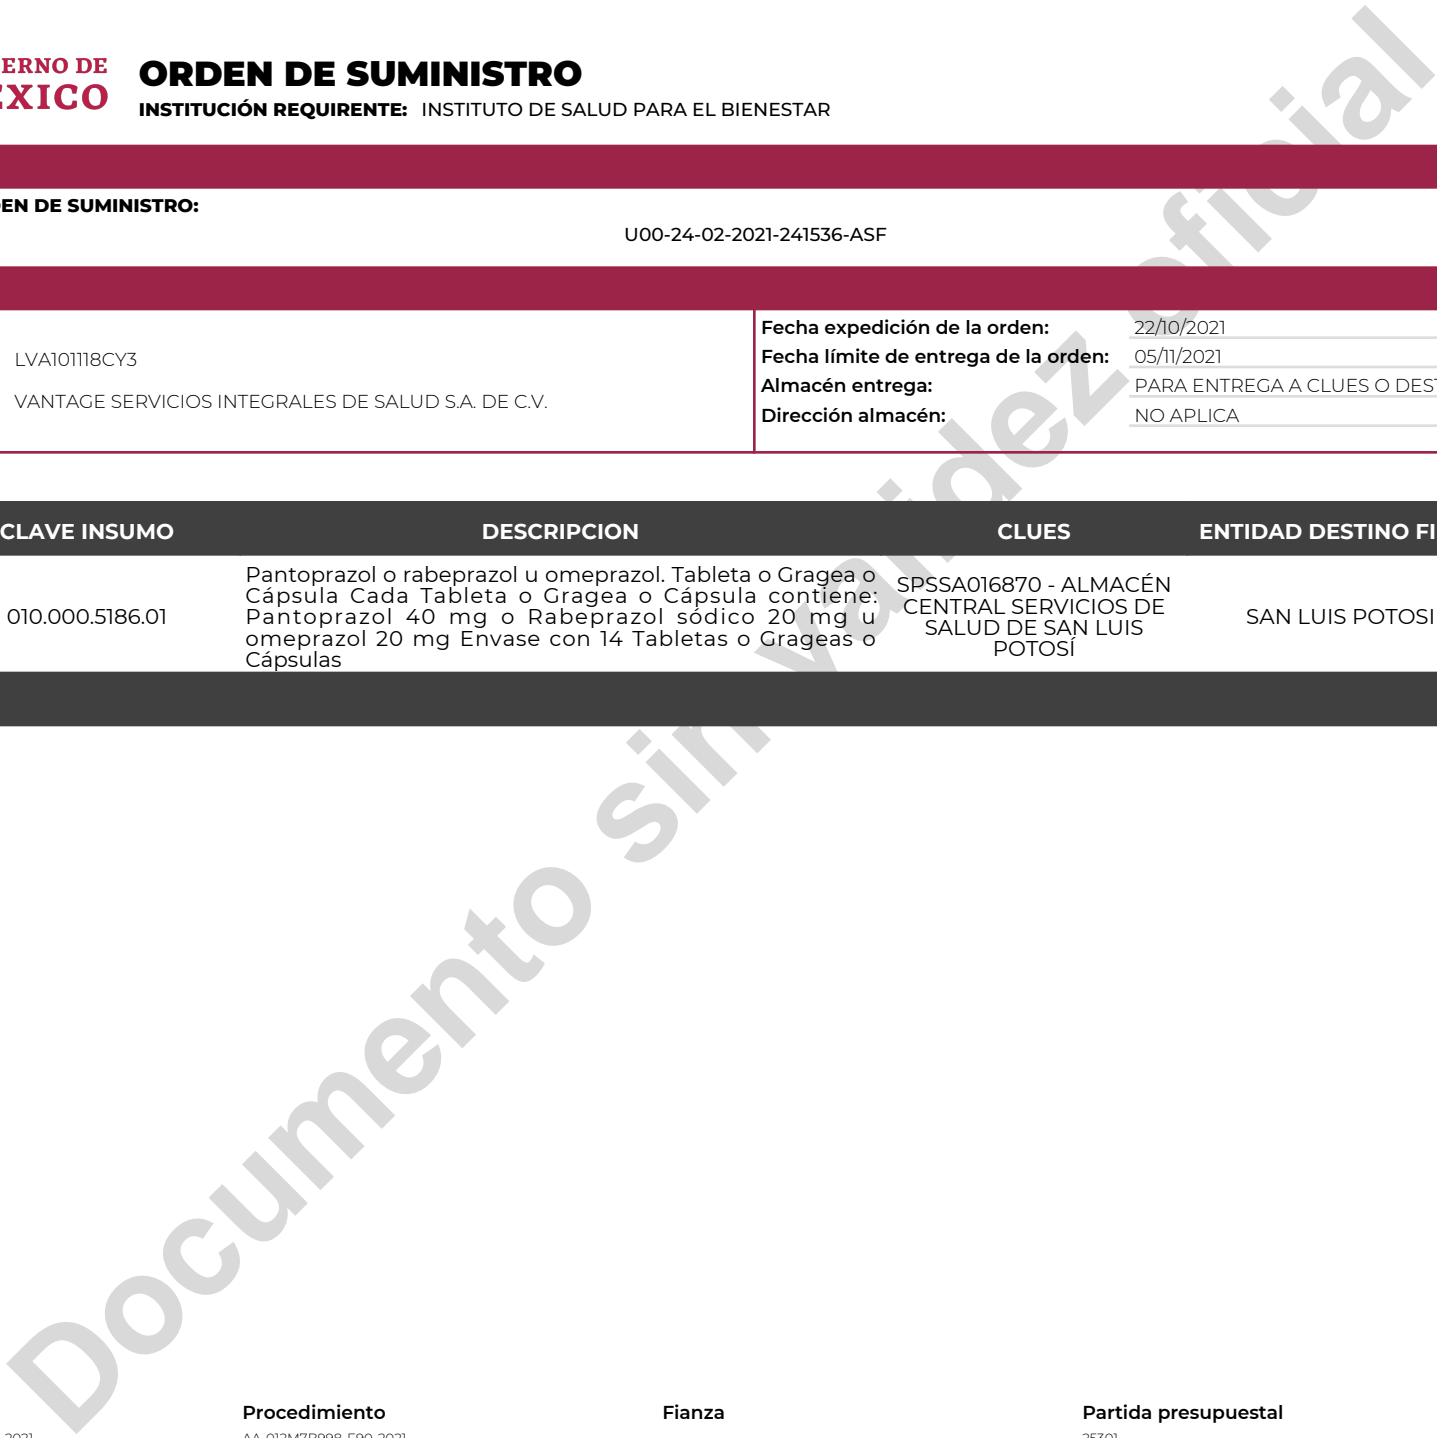 ERNO DE
EXICO
ORDEN DE SUMINISTRO
INSTITUCIÓN REQUIRENTE: INSTITUTO DE SALUD PARA EL BIENESTAR
EN DE SUMINISTRO:
U00-24-02-2021-241536-ASF
LVA101118CY3
VANTAGE SERVICIOS INTEGRALES DE SALUD S.A. DE C.V.
Fecha expedición de la orden: 22/10/2021
Fecha límite de entrega de la orden: 05/11/2021
Almacén entrega: PARA ENTREGA A CLUES O DEST
Dirección almacén: NO APLICA
CLAVE INSUMO DESCRIPCION CLUES ENTIDAD DESTINO FI
010.000.5186.01
Pantoprazol o rabeprazol u omeprazol. Tableta o Gragea o
Cápsula Cada Tableta o Gragea o Cápsula contiene:
Pantoprazol 40 mg o Rabeprazol sódico 20 mg u
omeprazol 20 mg Envase con 14 Tabletas o Grageas o
Cápsulas
SPSSA016870 - ALMACÉN
CENTRAL SERVICIOS DE
SALUD DE SAN LUIS
POTOSÍ
SAN LUIS POTOSI
Documento sin validez oficial
Procedimiento Fianza Partida presupuestal